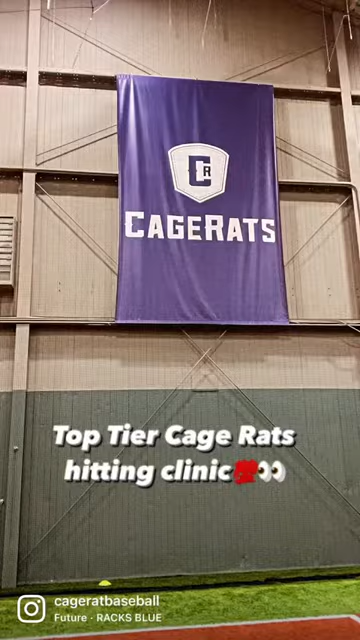 CR
CAGERATS
Top Tier Cage Rats
hitting clinic💯👀
cageratbaseball
Future - RACKS BLUE